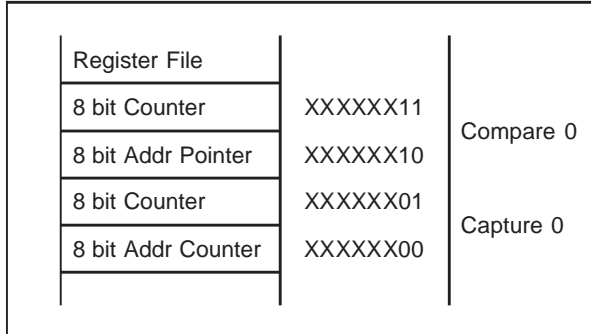 Register File
8 bit Counter XXXXXX11
Compare 0
8 bit Addr Pointer XXXXXX10
8 bit Counter XXXXXX01
Capture 0
8 bit Addr Counter XXXXXX00